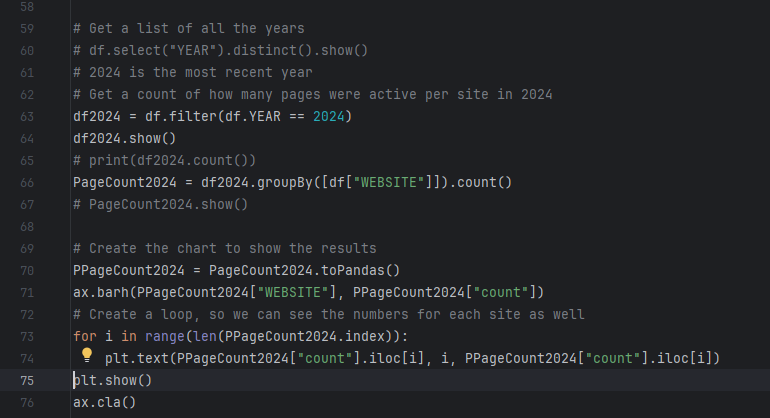 58
59 # Get a list of all the years
60 # df.select("YEAR").distinct().show()
61 # 2024 is the most recent year
62 # Get a count of how many pages were active per site in 2024
63 df2024 = df.filter(df.YEAR == 2024)
64 df2024.show()
65 # print(df2024.count())
66 PageCount2024 = df2024.groupBy([df["WEBSITE"]]).count()
67 # PageCount2024.show()
68
69 # Create the chart to show the results
70 PPageCount2024 = PageCount2024.toPandas()
71 ax.barh(PPageCount2024["WEBSITE"], PPageCount2024["count"])
72 # Create a loop, so we can see the numbers for each site as well
73 for i in range(len(PPageCount2024.index)):
74     plt.text(PPageCount2024["count"].iloc[i], i, PPageCount2024["count"].iloc[i])
75 plt.show()
76 ax.cla()